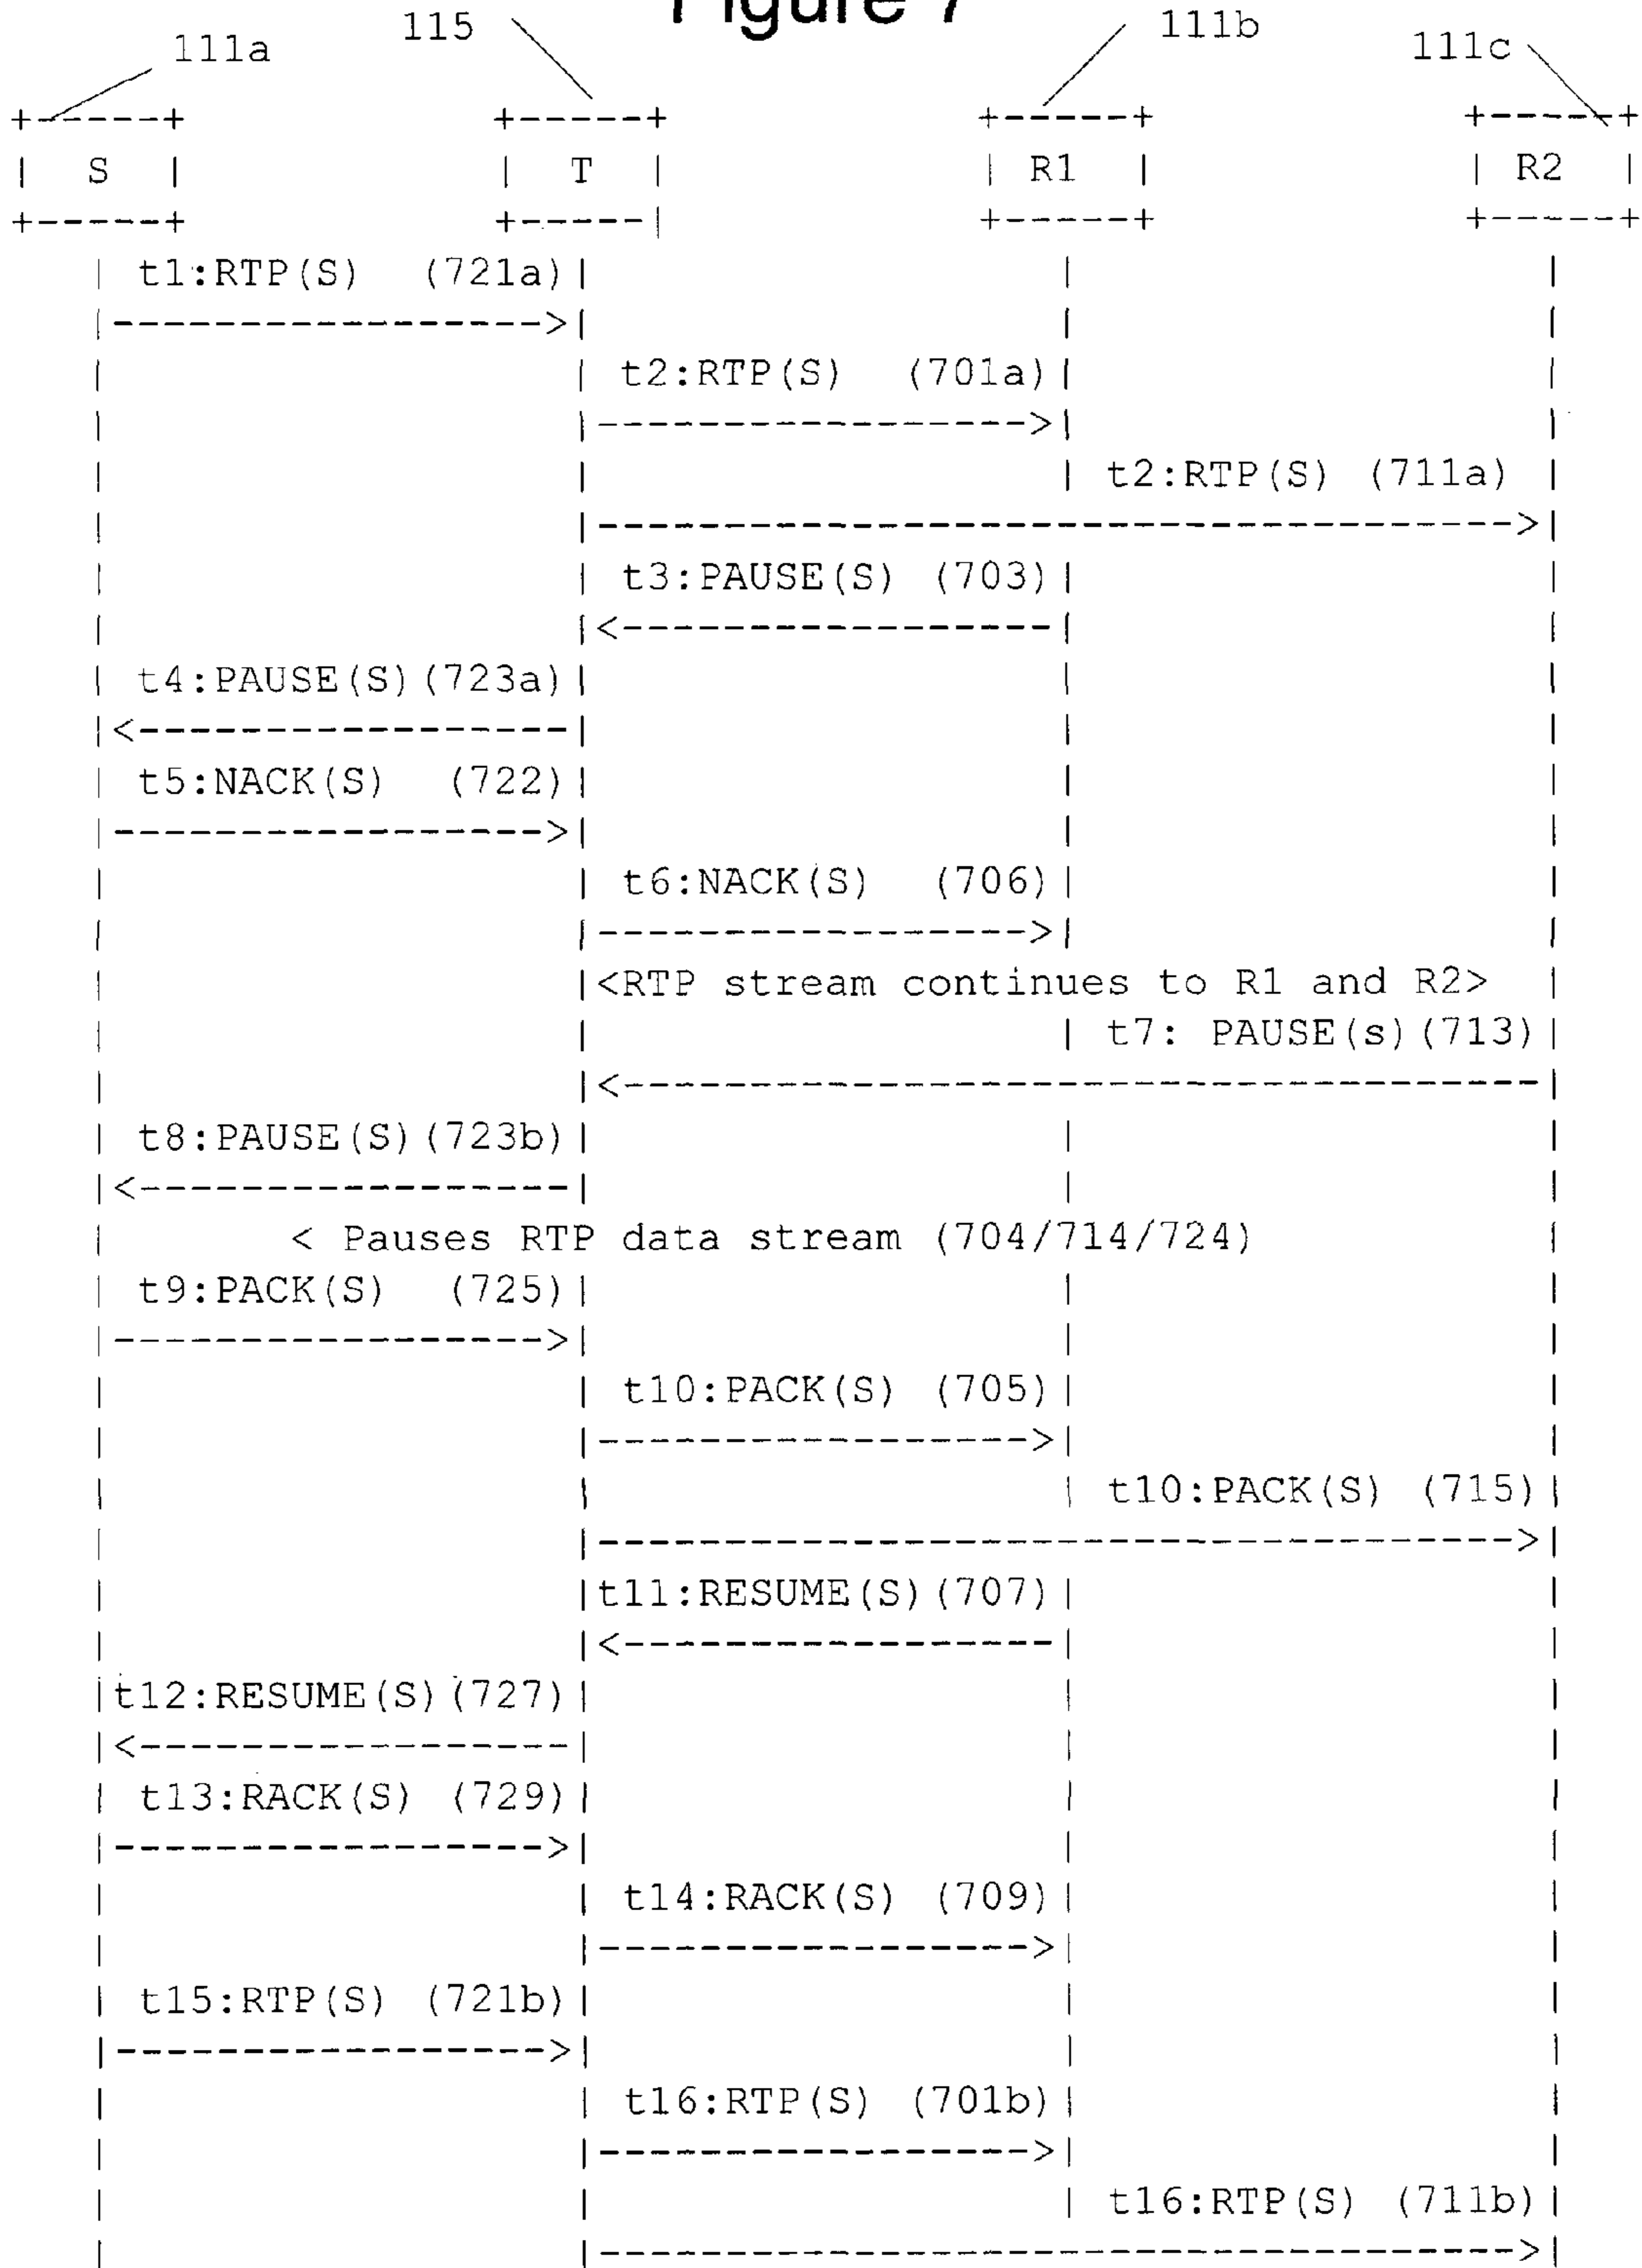 Figure 7
111a 115 111b 111c
+------+ +------+ +------+ +------+
| S | | T | | R1 | | R2 |
+------+ +-----| +------+ +------+
| t1:RTP(S) (721a)| | |
|----------------->| | |
| | t2:RTP(S) (701a)| |
| |----------------->| |
| | | t2:RTP(S) (711a) |
| |------------------------------------>|
| | t3:PAUSE(S) (703)| |
| |<-----------------| |
| t4:PAUSE(S)(723a)| | |
|<-----------------| | |
| t5:NACK(S) (722)| | |
|----------------->| | |
| | t6:NACK(S) (706)| |
| |----------------->| |
| |<RTP stream continues to R1 and R2> |
| | | t7: PAUSE(s)(713)|
| |<------------------------------------|
| t8:PAUSE(S)(723b)| | |
|<-----------------| | |
| < Pauses RTP data stream (704/714/724) |
| t9:PACK(S) (725)| | |
|----------------->| | |
| | t10:PACK(S) (705)| |
| |----------------->| |
| | | t10:PACK(S) (715)|
| |------------------------------------>|
| |t11:RESUME(S)(707)| |
| |<-----------------| |
|t12:RESUME(S)(727)| | |
|<-----------------| | |
| t13:RACK(S) (729)| | |
|----------------->| | |
| | t14:RACK(S) (709)| |
| |----------------->| |
| t15:RTP(S) (721b)| | |
|----------------->| | |
| | t16:RTP(S) (701b)| |
| |----------------->| |
| | | t16:RTP(S) (711b)|
| |------------------------------------>|